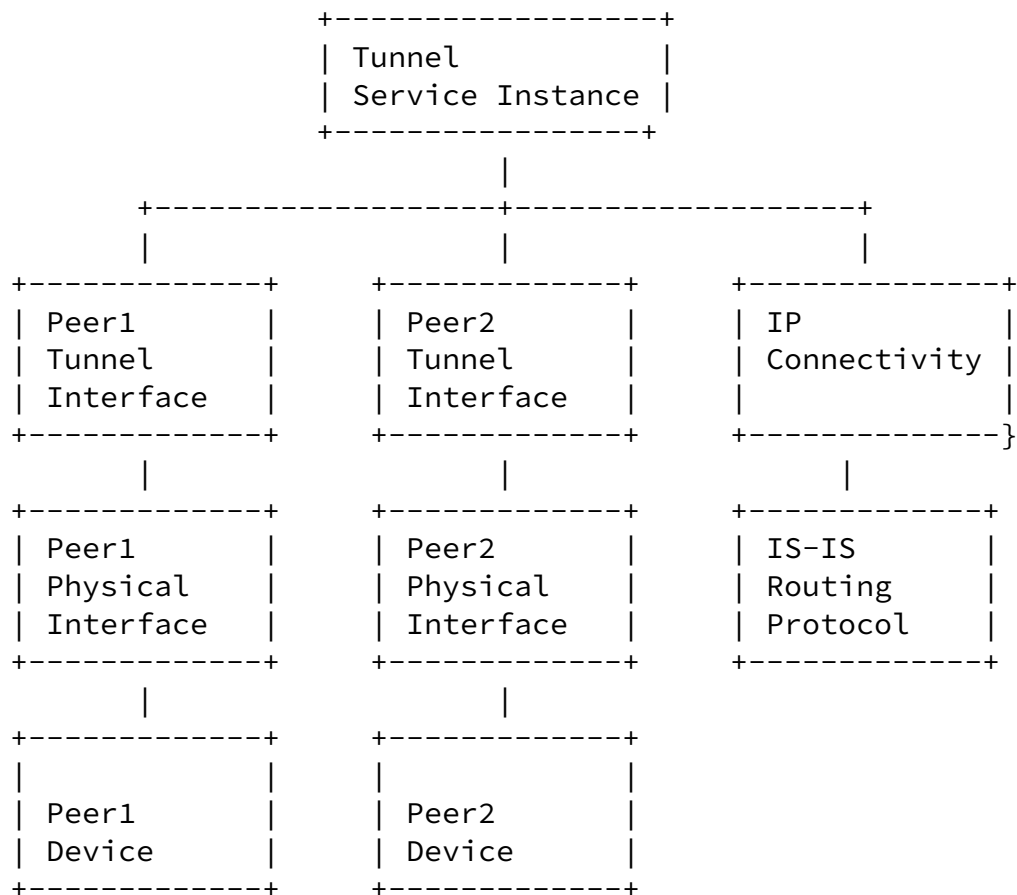 Tunnel
Service Instance
Peer1 Peer2 IP
Tunnel Tunnel Connectivity
Interface Interface
Peer1 Peer2 IS-IS
Physical Physical Routing
Interface Interface Protocol
Peer1 Peer2
Device Device